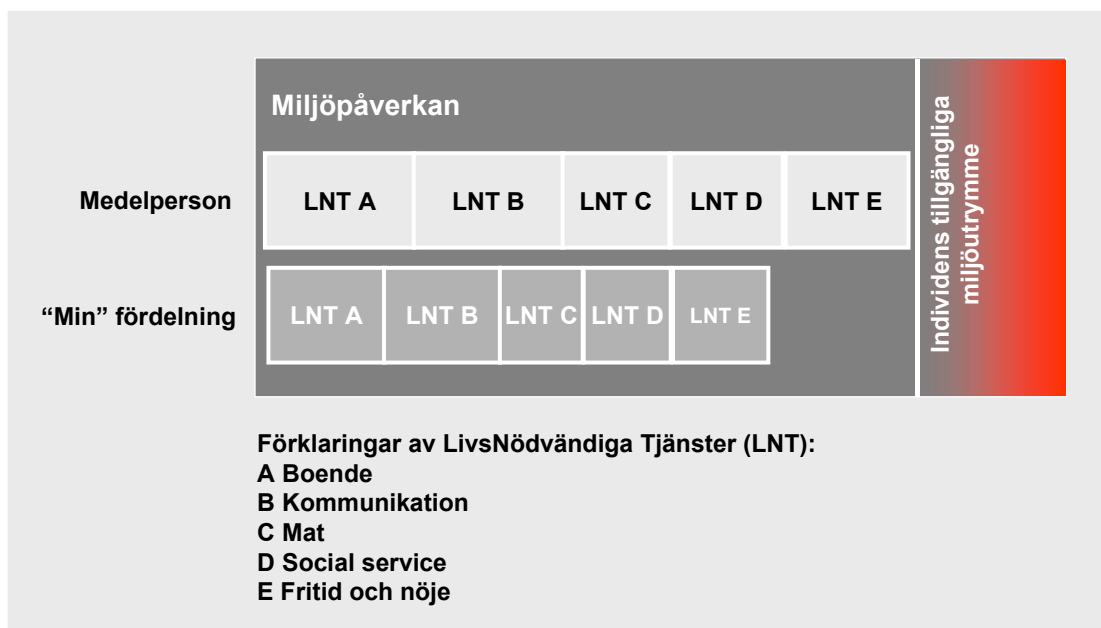 Miljöpåverkan
Medelperson
LNT A
LNT B
LNT C
LNT D
LNT E
“Min” fördelning
LNT A
LNT B
LNT C
LNT D
LNT E
Individens tillgängliga
miljöutrymme
Förklaringar av LivsNödvändiga Tjänster (LNT):
A Boende
B Kommunikation
C Mat
D Social service
E Fritid och nöje